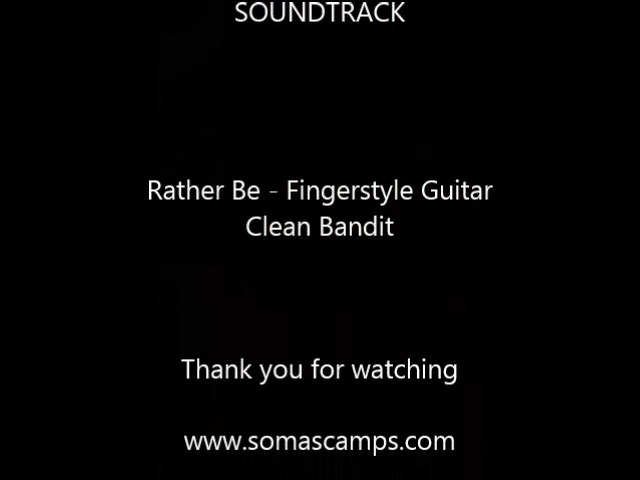 SOUNDTRACK
Rather Be - Fingerstyle Guitar
Clean Bandit
Thank you for watching
www.somascamps.com